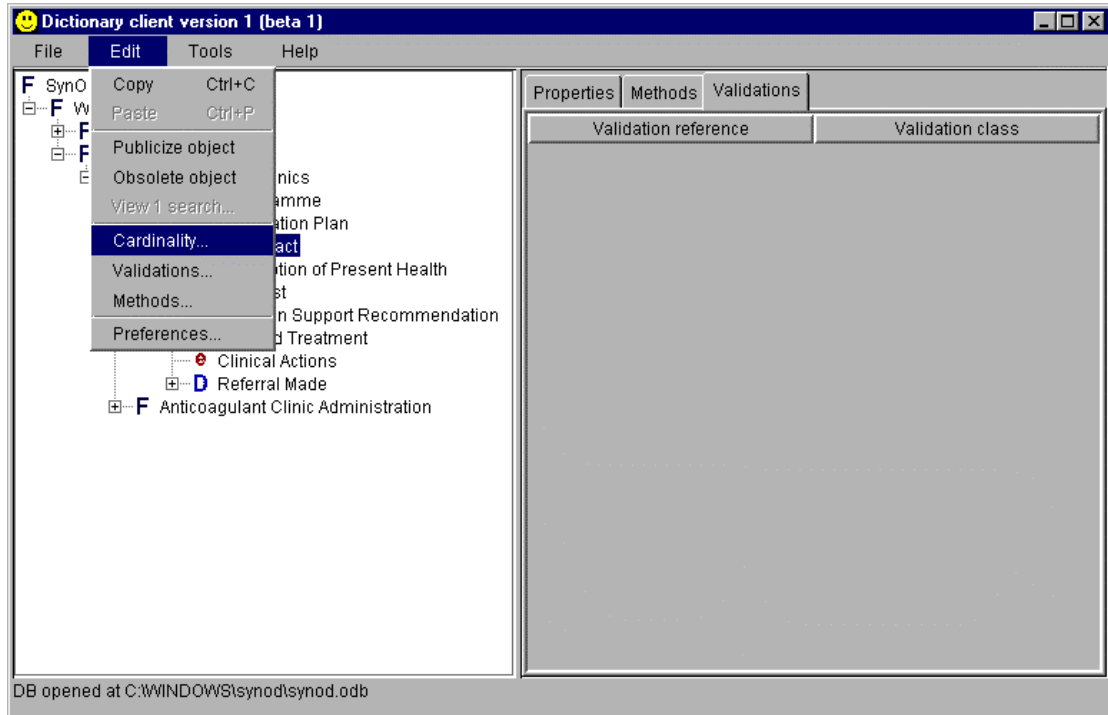 Dictionary client version 1 (beta 1)
File Edit Tools Help
F SynO
F W
F
F
Copy Ctrl+C
Paste Ctrl+P
Publicize object
Obsolete object
View 1 search...
Cardinality...
Validations...
Methods...
Preferences...
nics
amme
ation Plan
act
tion of Present Health
st
n Support Recommendation
d Treatment
e Clinical Actions
D Referral Made
F Anticoagulant Clinic Administration
Properties Methods Validations
Validation reference Validation class
DB opened at C:\WINDOWS\synod\synod.odb